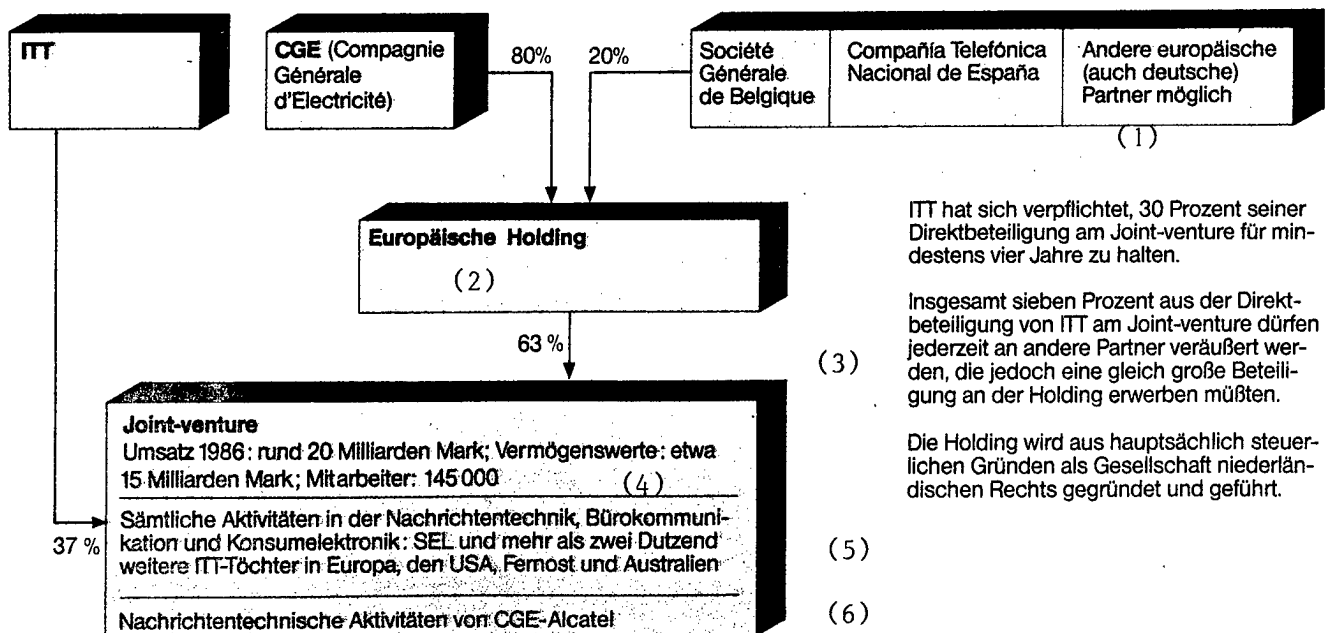 ITT
CGE (Compagnie
Générale
d'Electricité)
80%
20%
Société
Générale
de Belgique
Compañía Telefónica
Nacional de España
Andere europäische
(auch deutsche)
Partner möglich
(1)
Europäische Holding
(2)
63 %
(3)
ITT hat sich verpflichtet, 30 Prozent seiner
Direktbeteiligung am Joint-venture für min-
destens vier Jahre zu halten.
Insgesamt sieben Prozent aus der Direkt-
beteiligung von ITT am Joint-venture dürfen
jederzeit an andere Partner veräußert wer-
den, die jedoch eine gleich große Beteili-
gung an der Holding erwerben müßten.
Die Holding wird aus hauptsächlich steuer-
lichen Gründen als Gesellschaft niederlän-
dischen Rechts gegründet und geführt.
Joint-venture
Umsatz 1986: rund 20 Milliarden Mark; Vermögenswerte: etwa
15 Milliarden Mark; Mitarbeiter: 145 000
(4)
37 %
Sämtliche Aktivitäten in der Nachrichtentechnik, Bürokommuni-
kation und Konsumelektronik: SEL und mehr als zwei Dutzend
weitere ITT-Töchter in Europa, den USA, Fernost und Australien
(5)
Nachrichtentechnische Aktivitäten von CGE-Alcatel
(6)